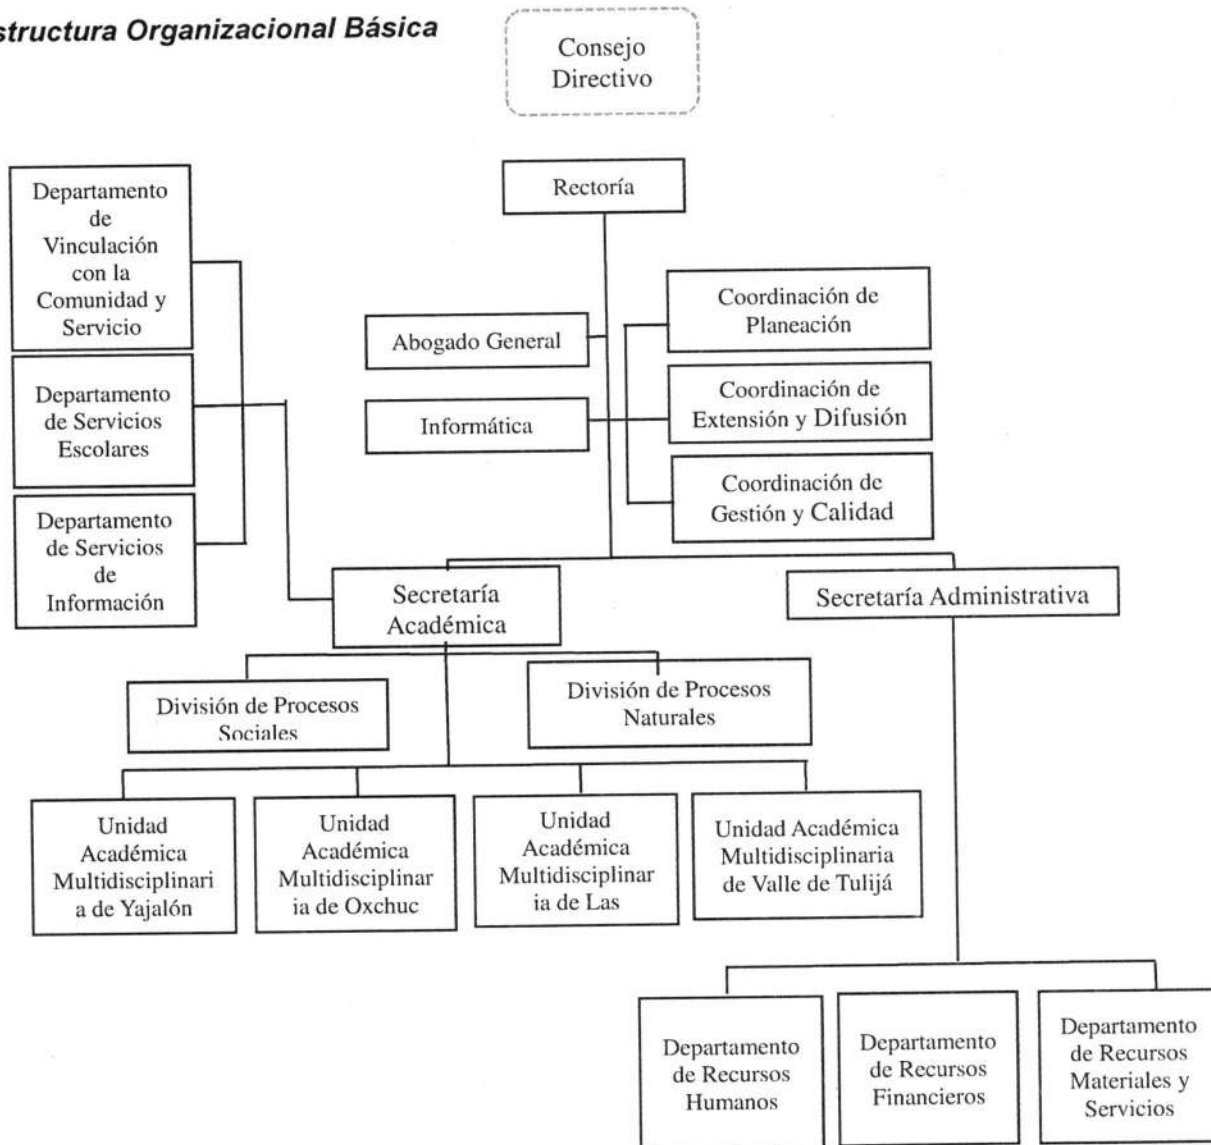 structura Organizacional Básica
Consejo
Directivo
Rectoría
Departamento
de
Vinculación
con la
Comunidad y
Servicio
Departamento
de Servicios
Escolares
Departamento
de Servicios
de
Información
Abogado General
Informática
Coordinación de
Planeación
Coordinación de
Extensión y Difusión
Coordinación de
Gestión y Calidad
Secretaría
Académica
Secretaría Administrativa
División de Procesos
Sociales
División de Procesos
Naturales
Unidad
Académica
Multidisciplinari
a de Yajalón
Unidad
Académica
Multidisciplinar
ia de Oxchuc
Unidad
Académica
Multidisciplinar
ia de Las
Unidad Académica
Multidisciplinaria
de Valle de Tulijá
Departamento
de Recursos
Humanos
Departamento
de Recursos
Financieros
Departamento
de Recursos
Materiales y
Servicios